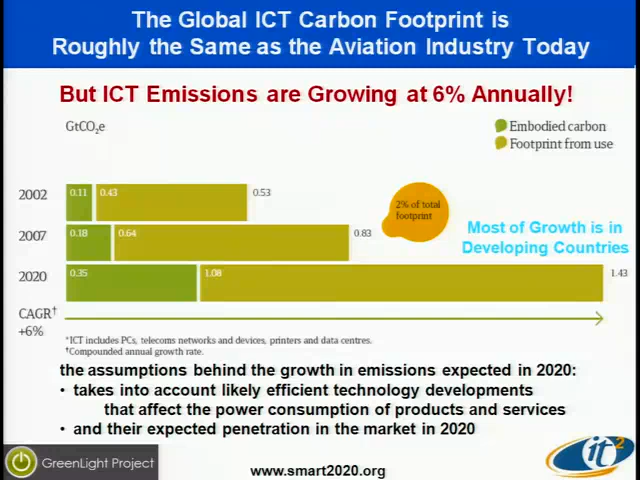 The Global ICT Carbon Footprint is
Roughly the Same as the Aviation Industry Today
But ICT Emissions are Growing at 6% Annually!
GtCO₂e
Embodied carbon
Footprint from use
2002 0.11 0.43 0.53
2% of total
footprint
2007 0.18 0.64 0.83
Most of Growth is in
Developing Countries
2020 0.35 1.08 1.43
CAGR†
+6%
*ICT includes PCs, telecoms networks and devices, printers and data centres.
†Compounded annual growth rate.
the assumptions behind the growth in emissions expected in 2020:
• takes into account likely efficient technology developments
that affect the power consumption of products and services
• and their expected penetration in the market in 2020
GreenLight Project
www.smart2020.org
it2